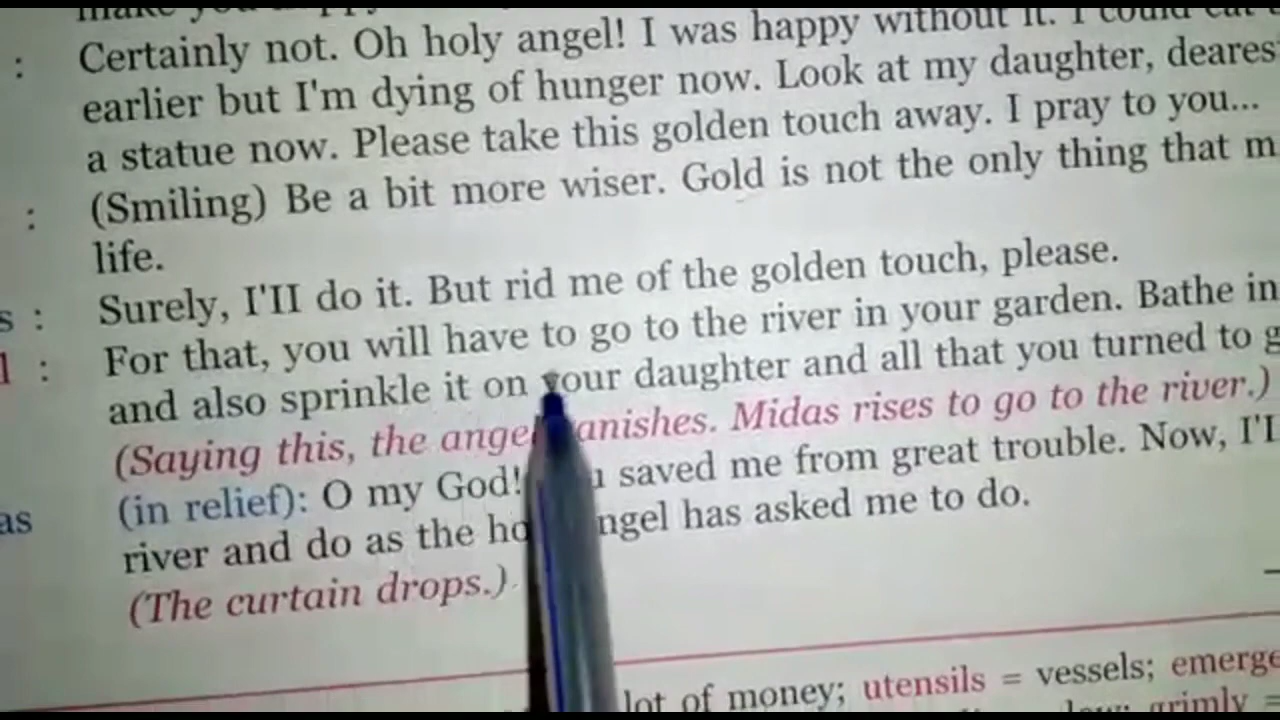 : Certainly not. Oh holy angel! I was happy without it. I could eat
earlier but I'm dying of hunger now. Look at my daughter,
a statue now. Please take this golden touch away. I pray to you...
: (Smiling) Be a bit more wiser. Gold is not the only thing that
life.
s : Surely, I'II do it. But rid me of the golden touch, please.
l : For that, you will have to go to the river in your garden. Bathe in
and also sprinkle it on your daughter and all that you turned to
(Saying this, the angel vanishes. Midas rises to go to the river.)
as (in relief): O my God! saved me from great trouble. Now,
river and do as the angel has asked me to do.
(The curtain drops.)
lot of money; utensils = vessels;
grimly =